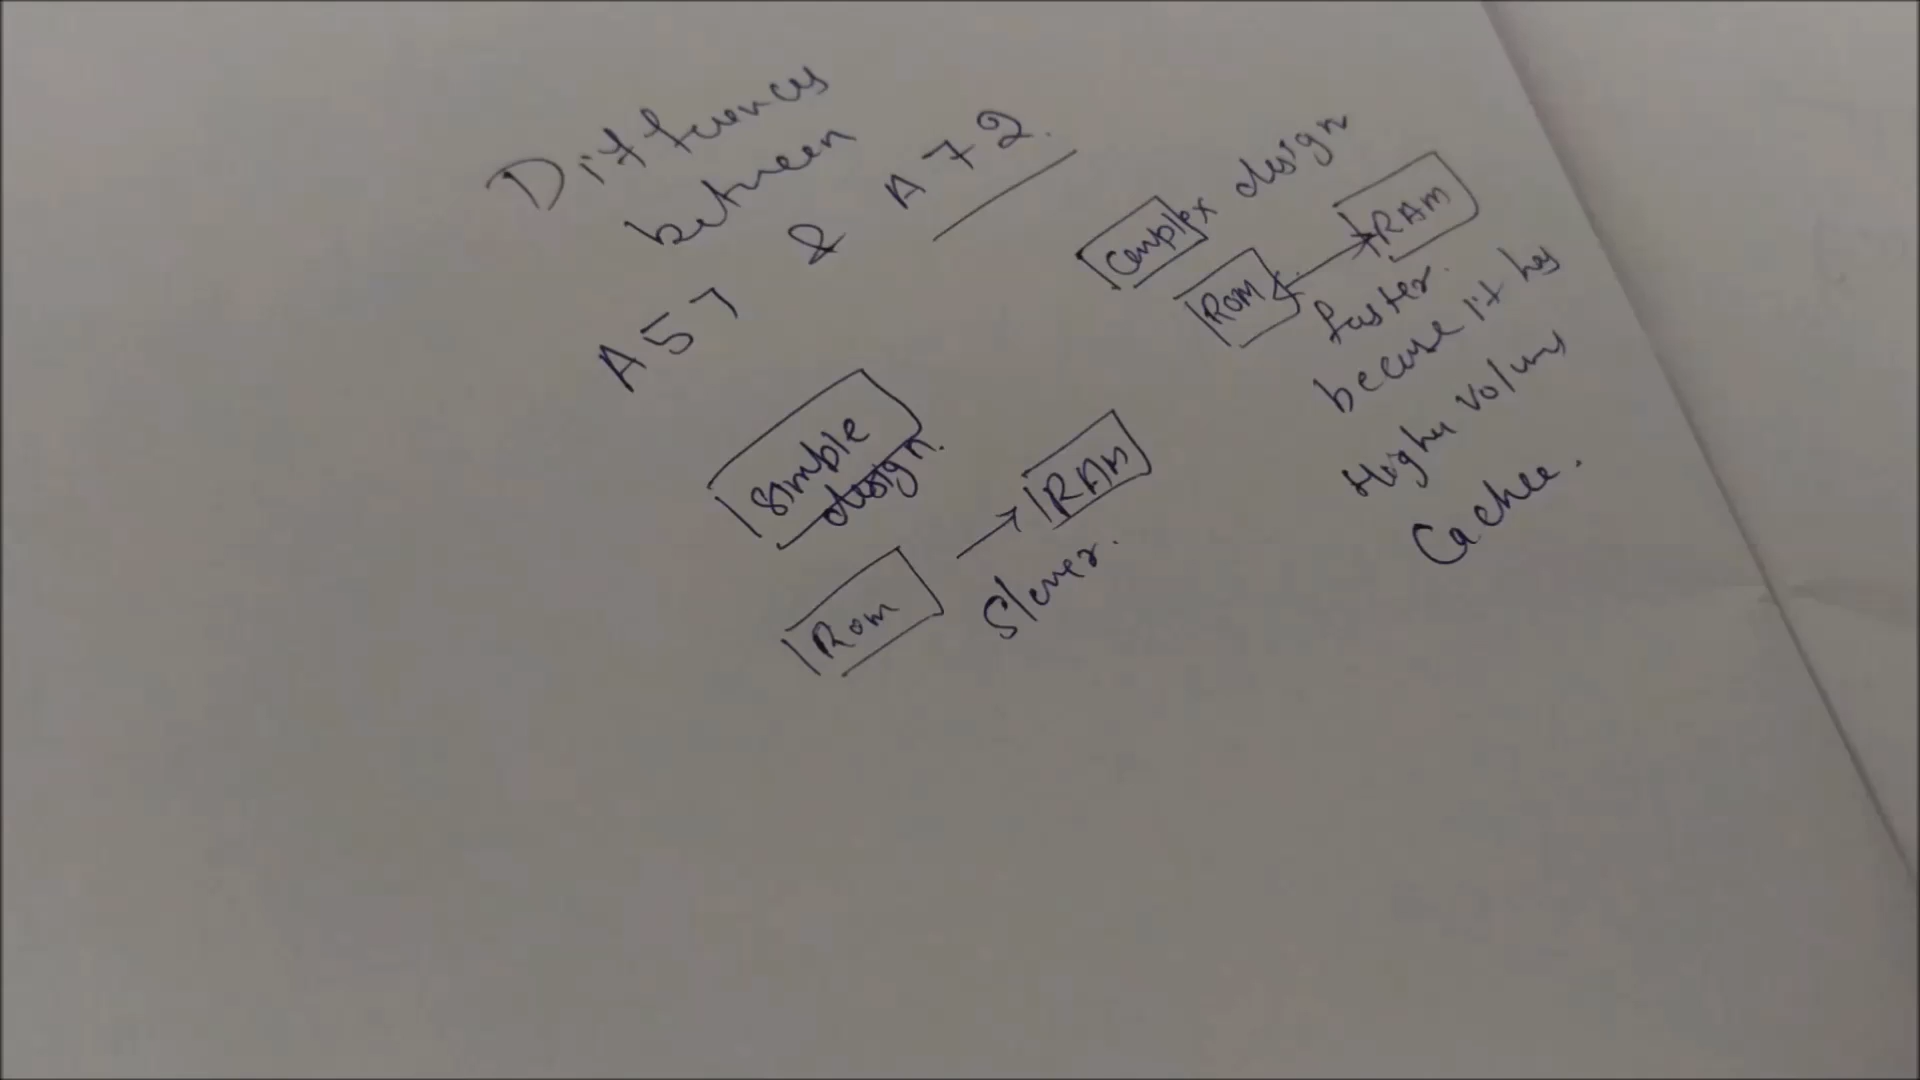 Differences
between
A57 & A72.
Simple
design.
Rom → RAM
Slower.
Complex design
ROM RAM
faster.
because it has
Higher volume
Cachee.